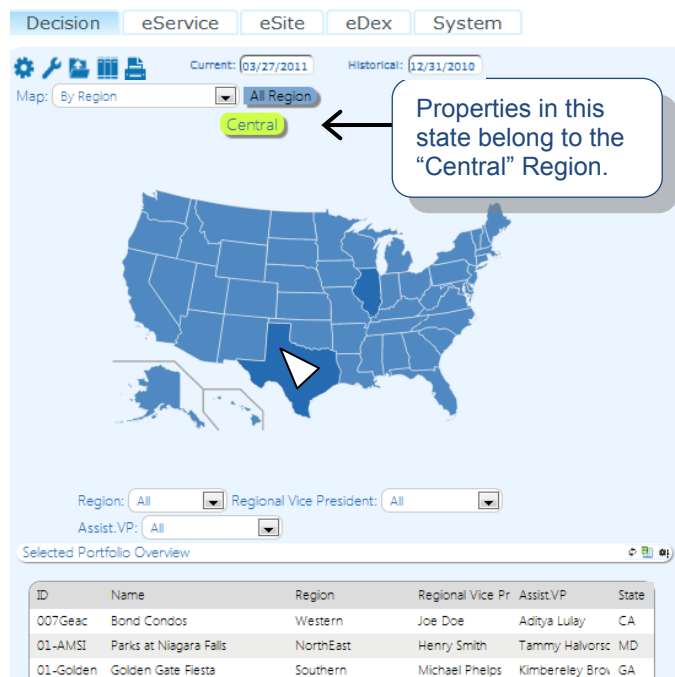 Decision eService eSite eDex System
Current: 03/27/2011 Historical: 12/31/2010
Map: By Region All Region
Central
Properties in this
state belong to the
“Central” Region.
Region: All Regional Vice President: All
Assist.VP: All
Selected Portfolio Overview
ID Name Region Regional Vice Pr Assist.VP State
007Geac Bond Condos Western Joe Doe Aditya Lulay CA
01-AMSI Parks at Niagara Falls NorthEast Henry Smith Tammy Halvorsc MD
01-Golden Golden Gate Fiesta Southern Michael Phelps Kimbereley Brov GA